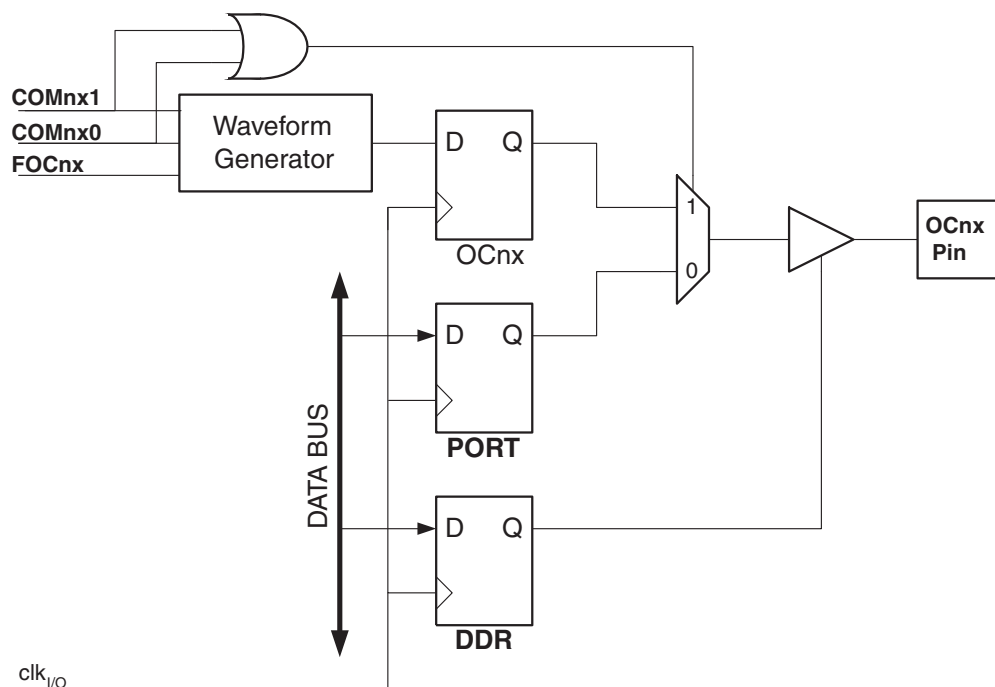 COMnx1
COMnx0
FOCnx
Waveform
Generator
D Q
OCnx
1
0
OCnx
Pin
D Q
PORT
D Q
DDR
DATA BUS
clkI/O